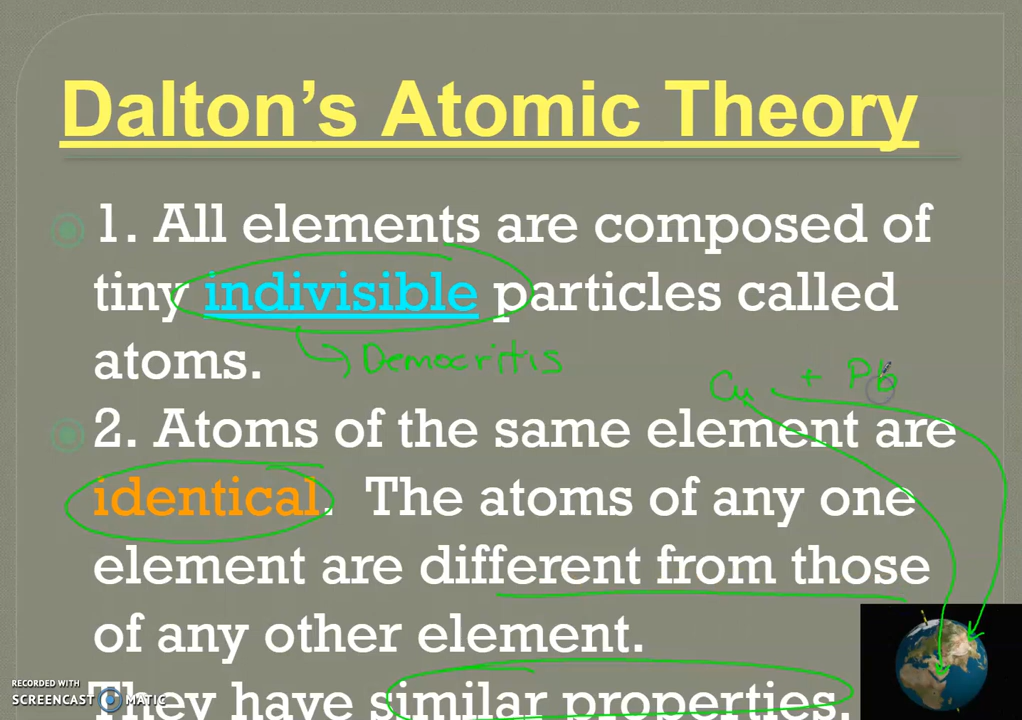 Dalton's Atomic Theory
1. All elements are composed of
tiny indivisible particles called
Democritis
atoms.
Cu + Pb
2. Atoms of the same element are
identical. The atoms of any one
element are different from those
of any other element.
They have similar properties.
RECORDED WITH
SCREENCAST MATIC